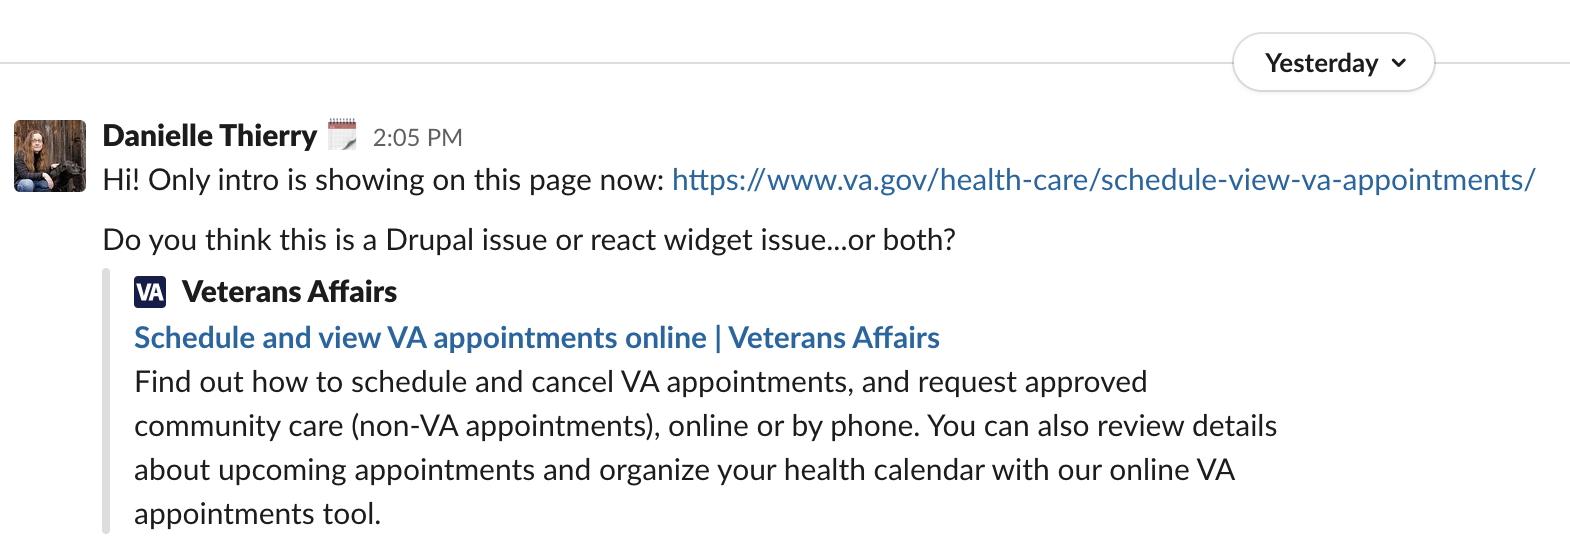 Yesterday
Danielle Thierry 2:05 PM
Hi! Only intro is showing on this page now: https://www.va.gov/health-care/schedule-view-va-appointments/
Do you think this is a Drupal issue or react widget issue...or both?
VA Veterans Affairs
Schedule and view VA appointments online | Veterans Affairs
Find out how to schedule and cancel VA appointments, and request approved
community care (non-VA appointments), online or by phone. You can also review details
about upcoming appointments and organize your health calendar with our online VA
appointments tool.